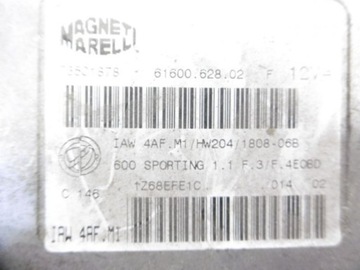 MAGNETI
MARELLI
61600.628.02 F
IAW 4AF.M1/HW204/1808-06B
600 SPORTING 1.1 F.3/F.4EOBD
C 146 1Z68EFE1C 014 02
IAW 4AF.M1